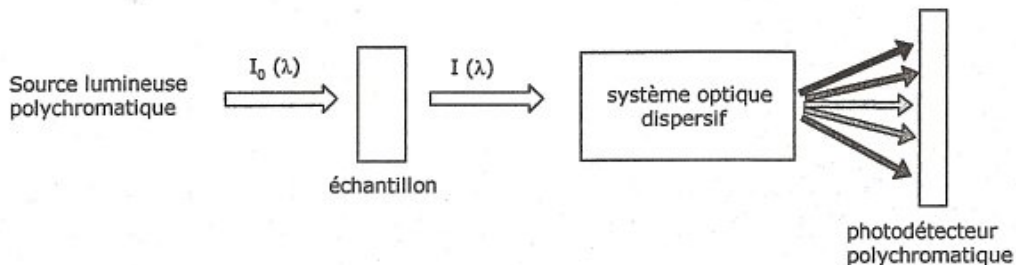 Source lumineuse
polychromatique
I₀ (λ)
échantillon
I (λ)
système optique
dispersif
photodétecteur
polychromatique